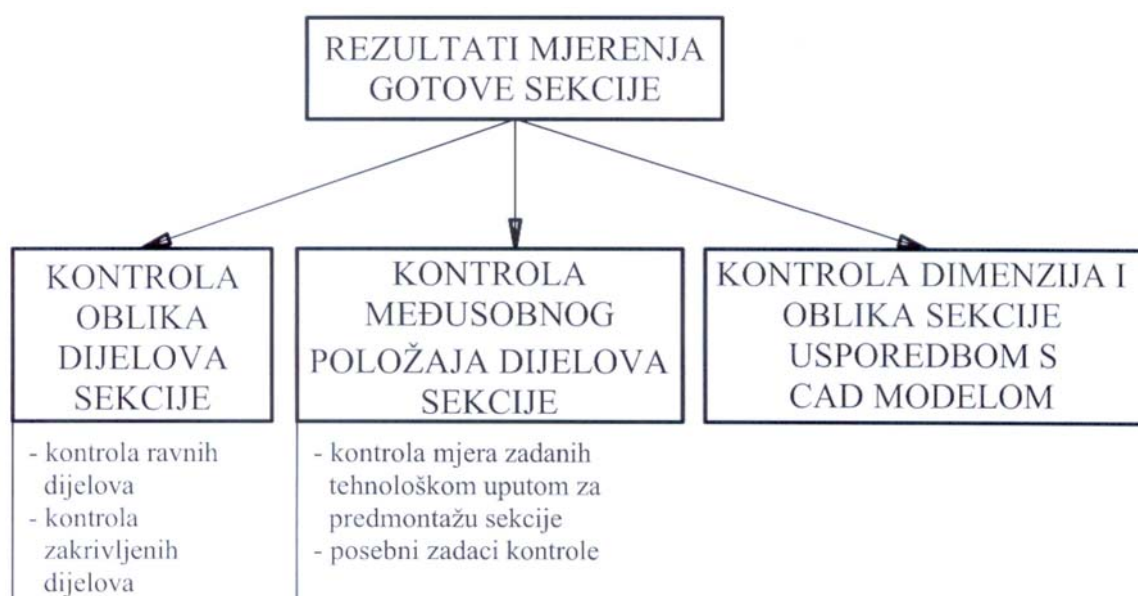 REZULTATI MJERENJA
GOTOVE SEKCIJE
KONTROLA
OBLIKA
DIJELOVA
SEKCIJE
- kontrola ravnih
dijelova
- kontrola
zakrivljenih
dijelova
KONTROLA
MEĐUSOBNOG
POLOŽAJA DIJELOVA
SEKCIJE
- kontrola mjera zadanih
tehnološkom uputom za
predmontažu sekcije
- posebni zadaci kontrole
KONTROLA DIMENZIJA I
OBLIKA SEKCIJE
USPOREDBOM S
CAD MODELOM